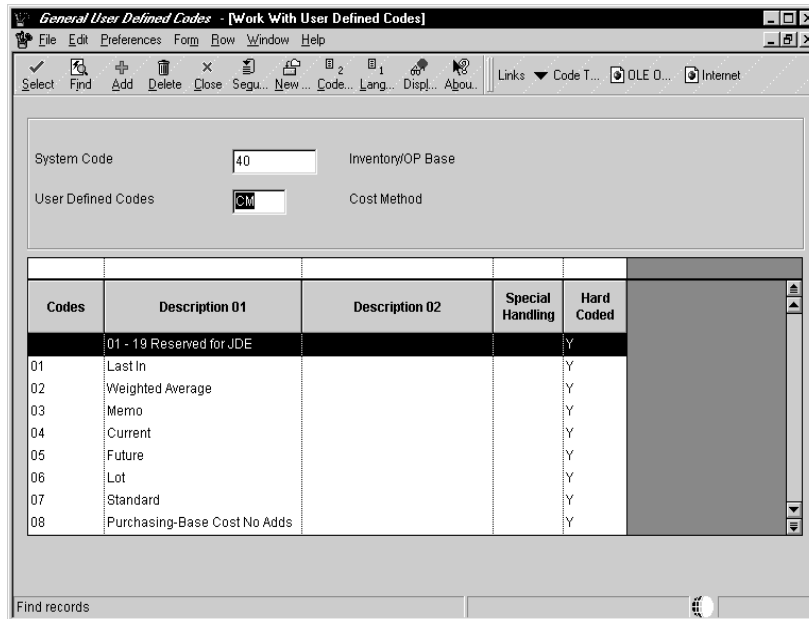 General User Defined Codes - [Work With User Defined Codes]
File Edit Preferences Form Row Window Help
Select Find Add Delete Close Sequ... New ... Code... Lang... Displ... Abou.. Links Code T... OLE O... Internet
2 1
System Code 40 Inventory/OP Base
User Defined Codes CM Cost Method
Codes Description 01 Description 02 Special Handling Hard Coded
01 - 19 Reserved for JDE Y
01 Last In Y
02 Weighted Average Y
03 Memo Y
04 Current Y
05 Future Y
06 Lot Y
07 Standard Y
08 Purchasing-Base Cost No Adds Y
Find records